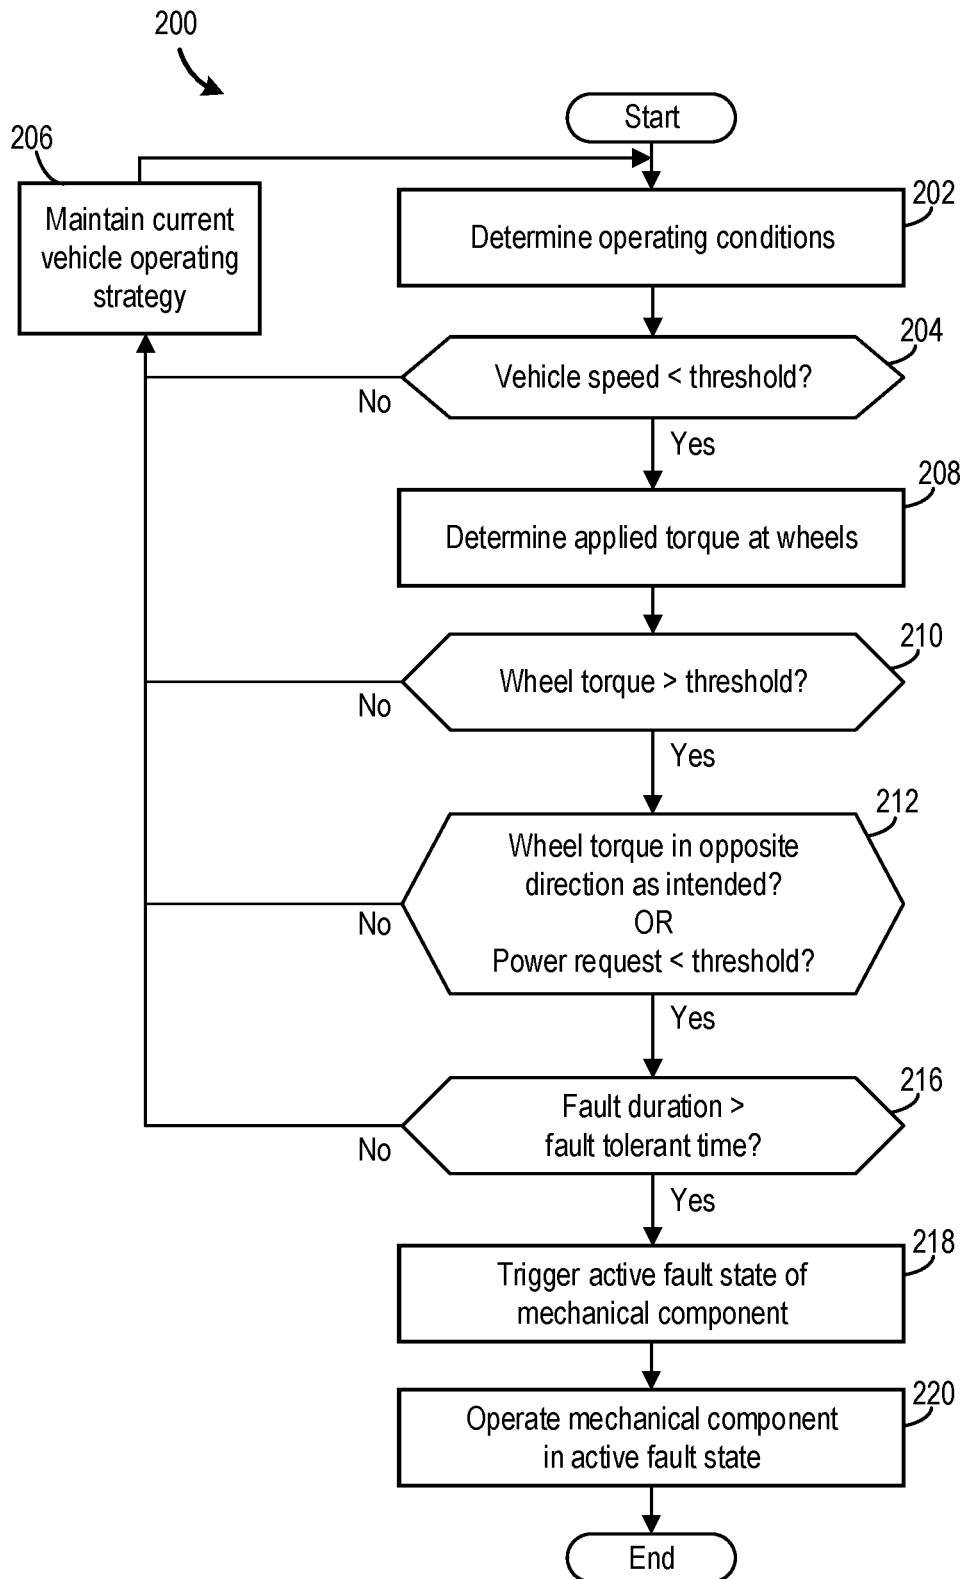 200
Start
206
Maintain current
vehicle operating
strategy
202
Determine operating conditions
204
Vehicle speed < threshold?
No
Yes
208
Determine applied torque at wheels
210
Wheel torque > threshold?
No
Yes
212
Wheel torque in opposite
direction as intended?
OR
Power request < threshold?
No
Yes
216
Fault duration >
fault tolerant time?
No
Yes
218
Trigger active fault state of
mechanical component
220
Operate mechanical component
in active fault state
End